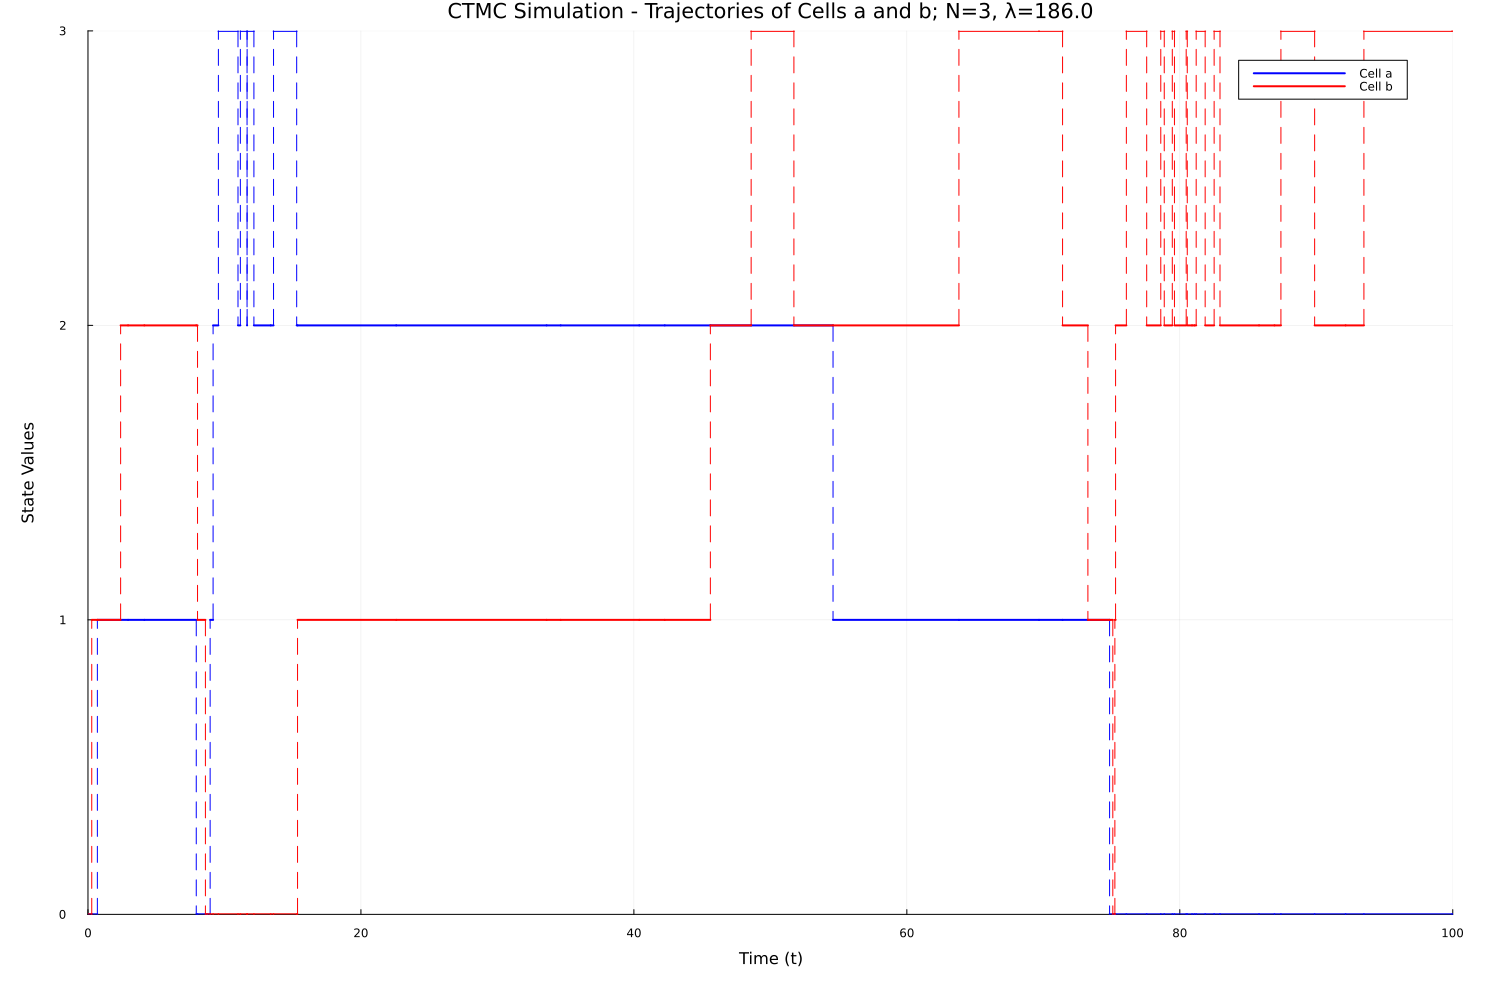 CTMC Simulation - Trajectories of Cells a and b; N=3, λ=186.0
3
Cell a
Cell b
2
State Values
1
0
0 20 40 60 80 100
Time (t)